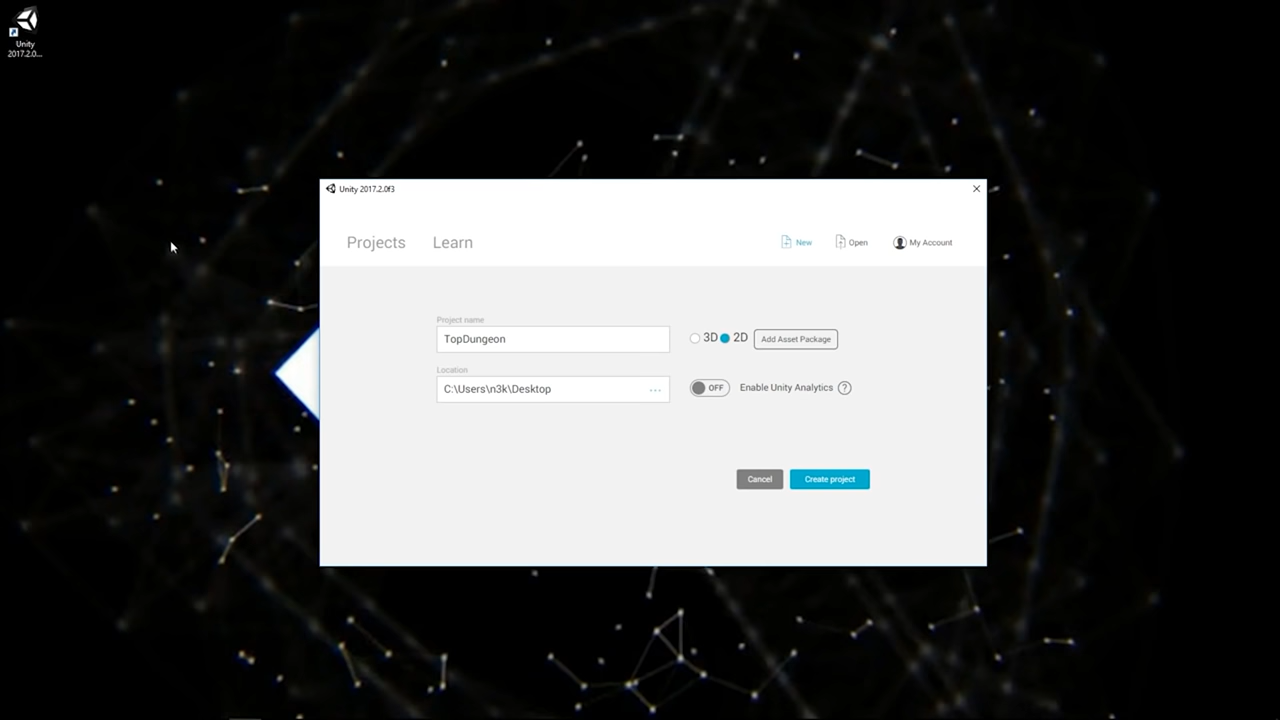 Unity
2017.2.0...
Unity 2017.2.0f3
Projects Learn New Open My Account
Project name
TopDungeon 3D 2D Add Asset Package
Location
C:\Users\n3k\Desktop ... OFF Enable Unity Analytics ?
Cancel Create project